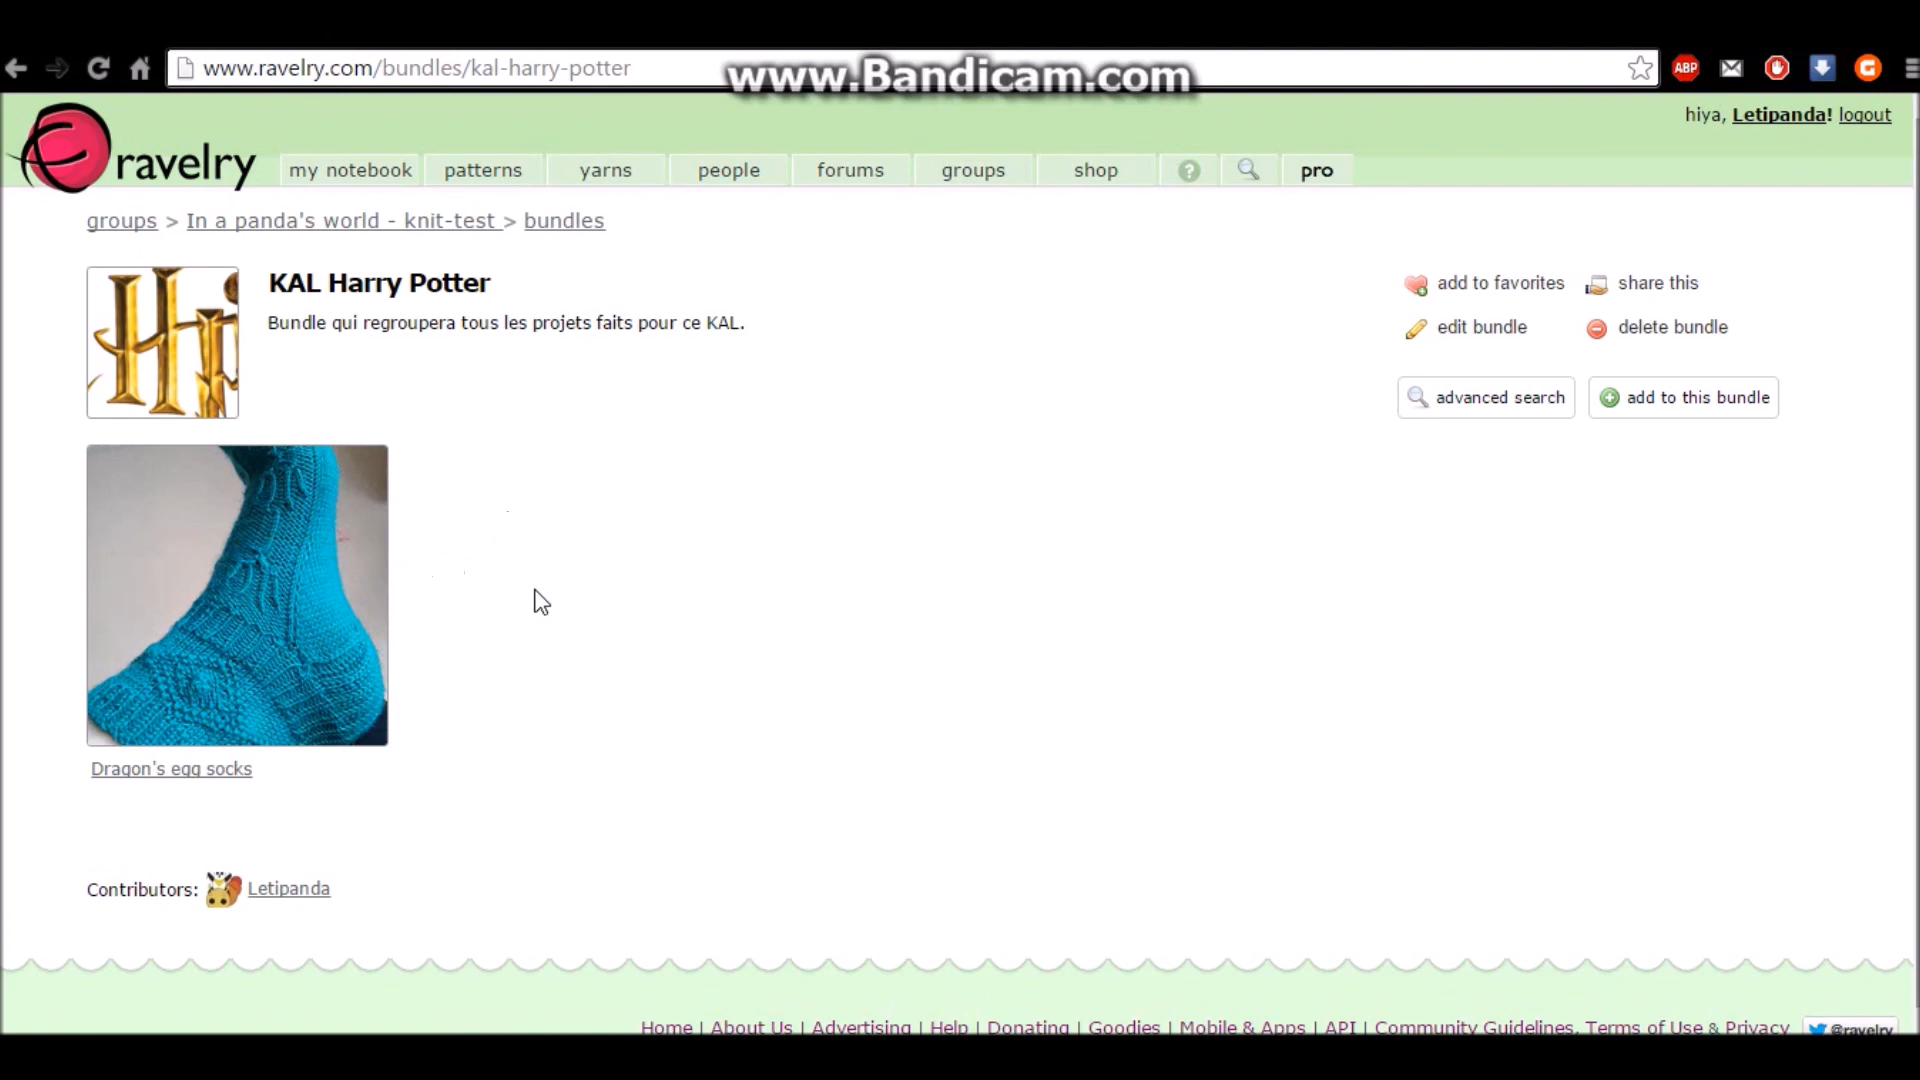 www.ravelry.com/bundles/kal-harry-potter
www.Bandicam.com
ABP
G
hiya, Letipanda! logout
ravelry
my notebook patterns yarns people forums groups shop ? pro
groups > In a panda's world - knit-test > bundles
KAL Harry Potter
Bundle qui regroupera tous les projets faits pour ce KAL.
add to favorites share this
edit bundle delete bundle
advanced search add to this bundle
Dragon's egg socks
Contributors: Letipanda
Home | About Us | Advertising | Help | Donating | Goodies | Mobile & Apps | API | Community Guidelines, Terms of Use & Privacy @ravelry